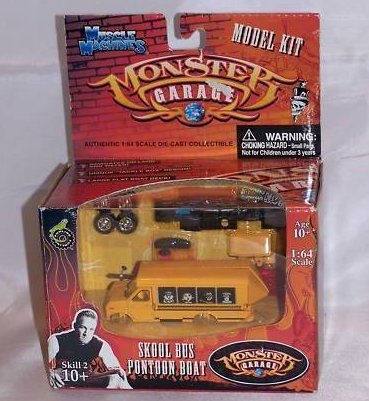 MUSCLE
MACHINES
MODEL KIT
MONSTER
GARAGE
AUTHENTIC 1:64 SCALE DIE-CAST COLLECTIBLE
WARNING:
CHOKING HAZARD - Small Parts.
Not for Children under 3 years
Age
10+
1:64
Scale
Skill 2
10+
SKOOL BUS
PONTOON BOAT
MONSTER
GARAGE